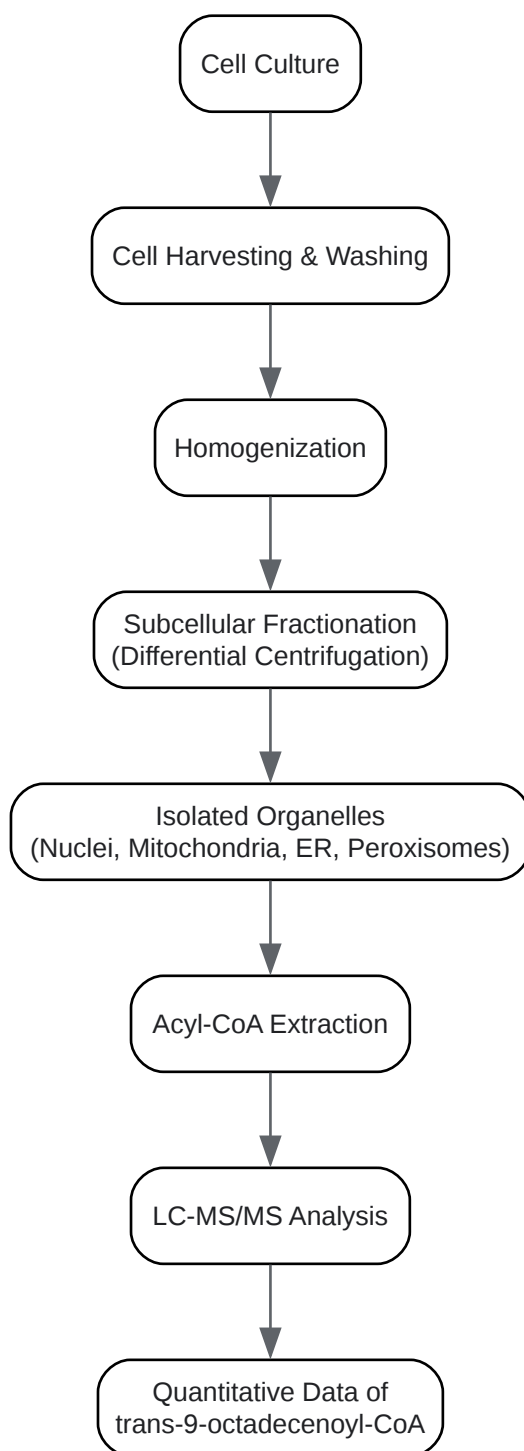 Cell Culture
Cell Harvesting & Washing
Homogenization
Subcellular Fractionation
(Differential Centrifugation)
Isolated Organelles
(Nuclei, Mitochondria, ER, Peroxisomes)
Acyl-CoA Extraction
LC-MS/MS Analysis
Quantitative Data of
trans-9-octadecenoyl-CoA